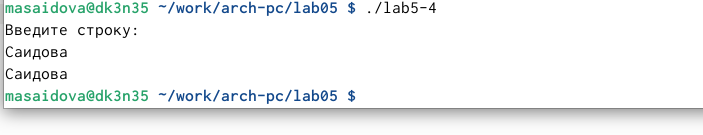 masaidova@dk3n35 ~/work/arch-pc/lab05 $ ./lab5-4
Введите строку:
Саидова
Саидова
masaidova@dk3n35 ~/work/arch-pc/lab05 $